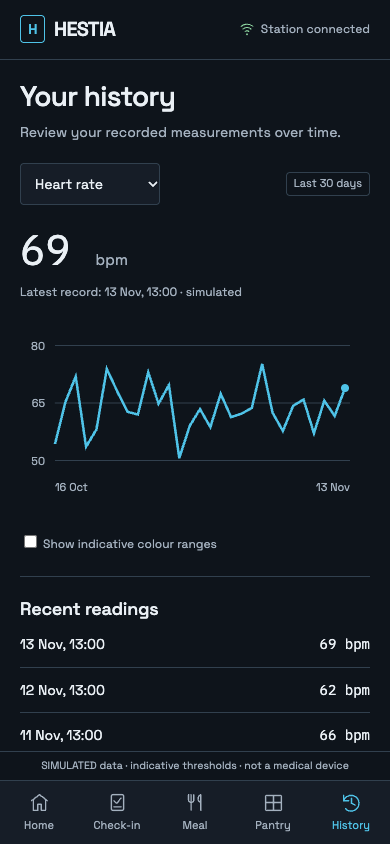 H HESTIA Station connected
Your history
Review your recorded measurements over time.
Heart rate Last 30 days
69 bpm
Latest record: 13 Nov, 13:00 · simulated
80
65
50
16 Oct 13 Nov
Show indicative colour ranges
Recent readings
13 Nov, 13:00 69 bpm
12 Nov, 13:00 62 bpm
11 Nov, 13:00 66 bpm
SIMULATED data · indicative thresholds · not a medical device
Home Check-in Meal Pantry History